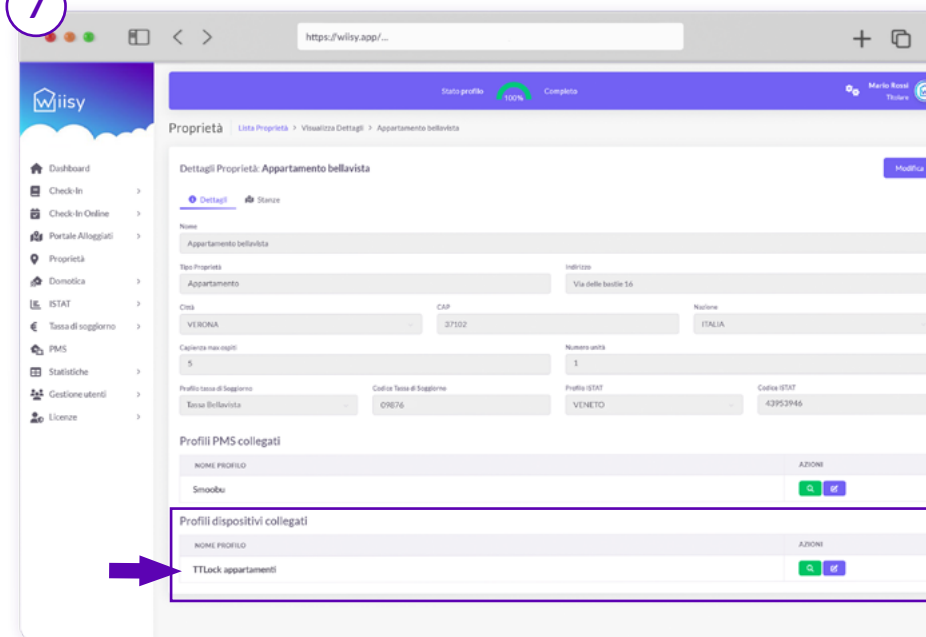 7
https://wiisy.app/...
Wiisy
Stato profilo 100% Completo
Mario Rossi
Titolare
Proprietà Lista Proprietà > Visualizza Dettagli > Appartamento bellavista
Dashboard
Check-In
Check-In Online
Portale Alloggiati
Proprietà
Domotica
ISTAT
Tassa di soggiorno
PMS
Statistiche
Gestione utenti
Licenze
Dettagli Proprietà: Appartamento bellavista
Modifica
Dettagli Stanze
Nome
Appartamento bellavista
Tipo Proprietà Indirizzo
Appartamento Via delle bastie 16
Città CAP Nazione
VERONA 37102 ITALIA
Capienza max ospiti Numero unità
5 1
Profilo tassa di Soggiorno Codice Tassa di Soggiorno Profilo ISTAT Codice ISTAT
Tassa Bellavista 09876 VENETO 43953946
Profili PMS collegati
NOME PROFILO AZIONI
Smoobu
Profili dispositivi collegati
NOME PROFILO AZIONI
TTLock appartamenti